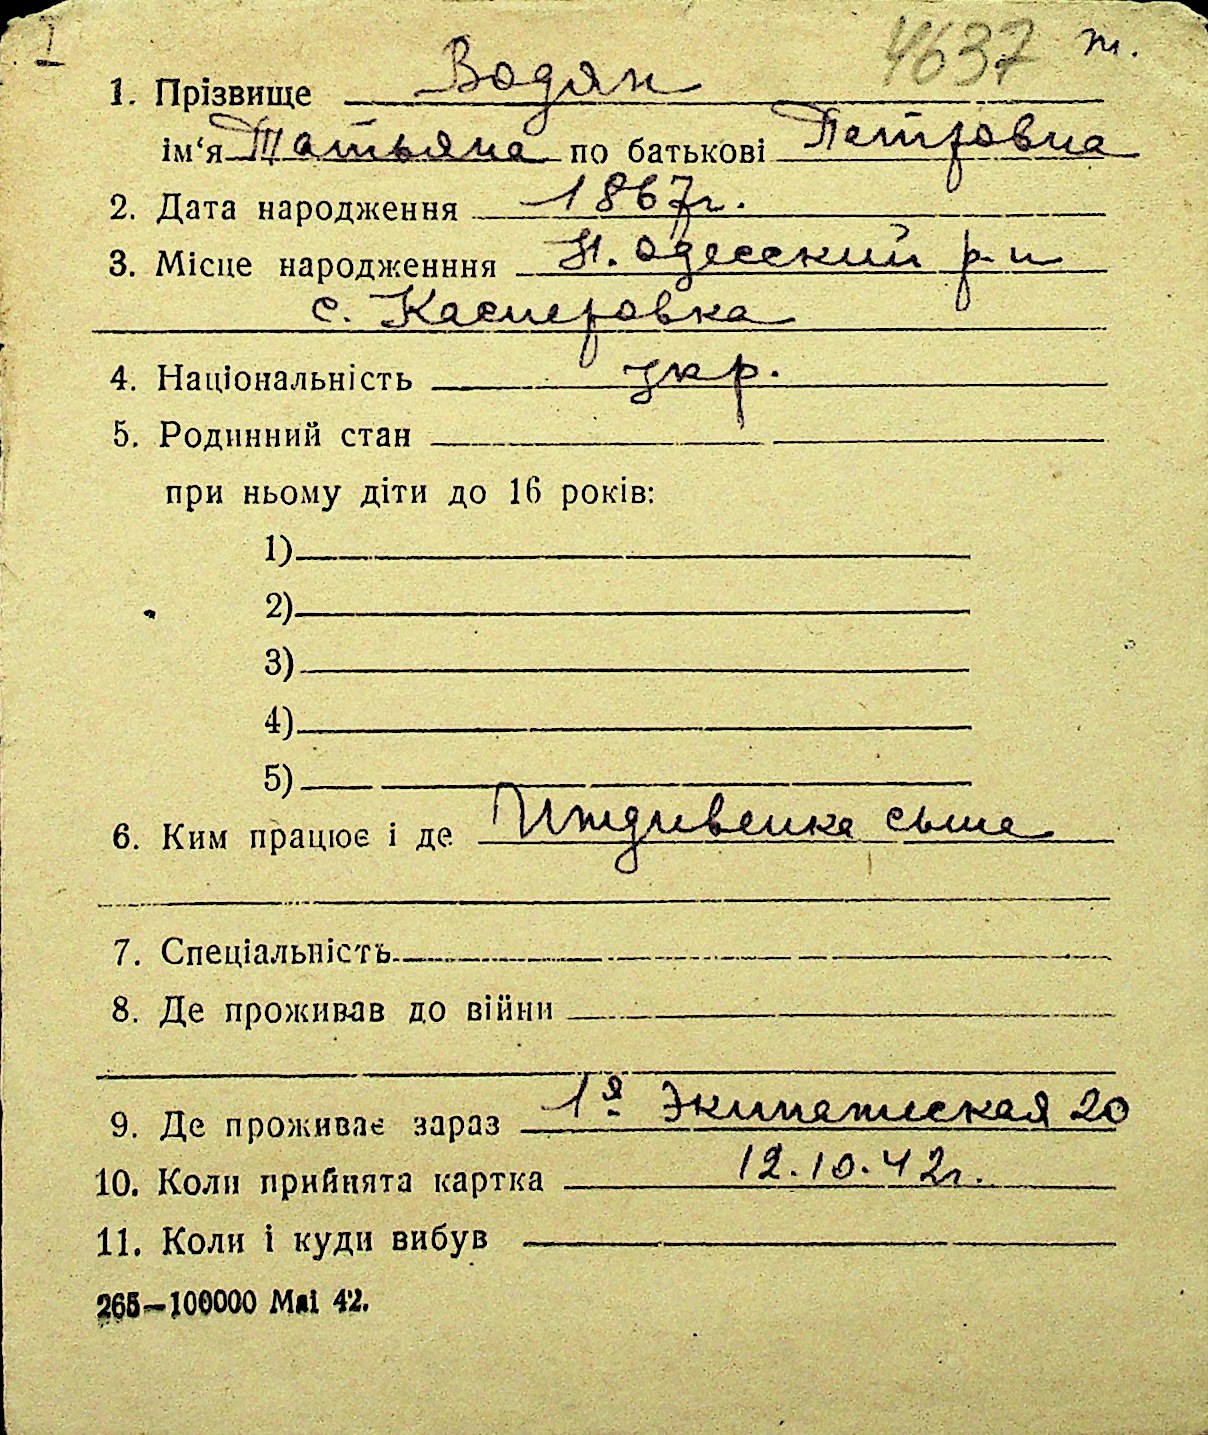 I 4637 т.
1. Прізвище Водян
ім‘я Татьяна по батькові Петровна
2. Дата народження 1867г.
3. Місце народженння Н. Одесский р-н
с. Касперовка
4. Національність укр.
5. Родинний стан
при ньому діти до 16 років:
1)
2)
3)
4)
5)
6. Ким працює і де Иждивенка сына
7. Спеціальність
8. Де проживав до війни
9. Де проживає зараз 1я Экипажеская 20
10. Коли прийнята картка 12.10.42г.
11. Коли і куди вибув
265—100000 Mai 42.